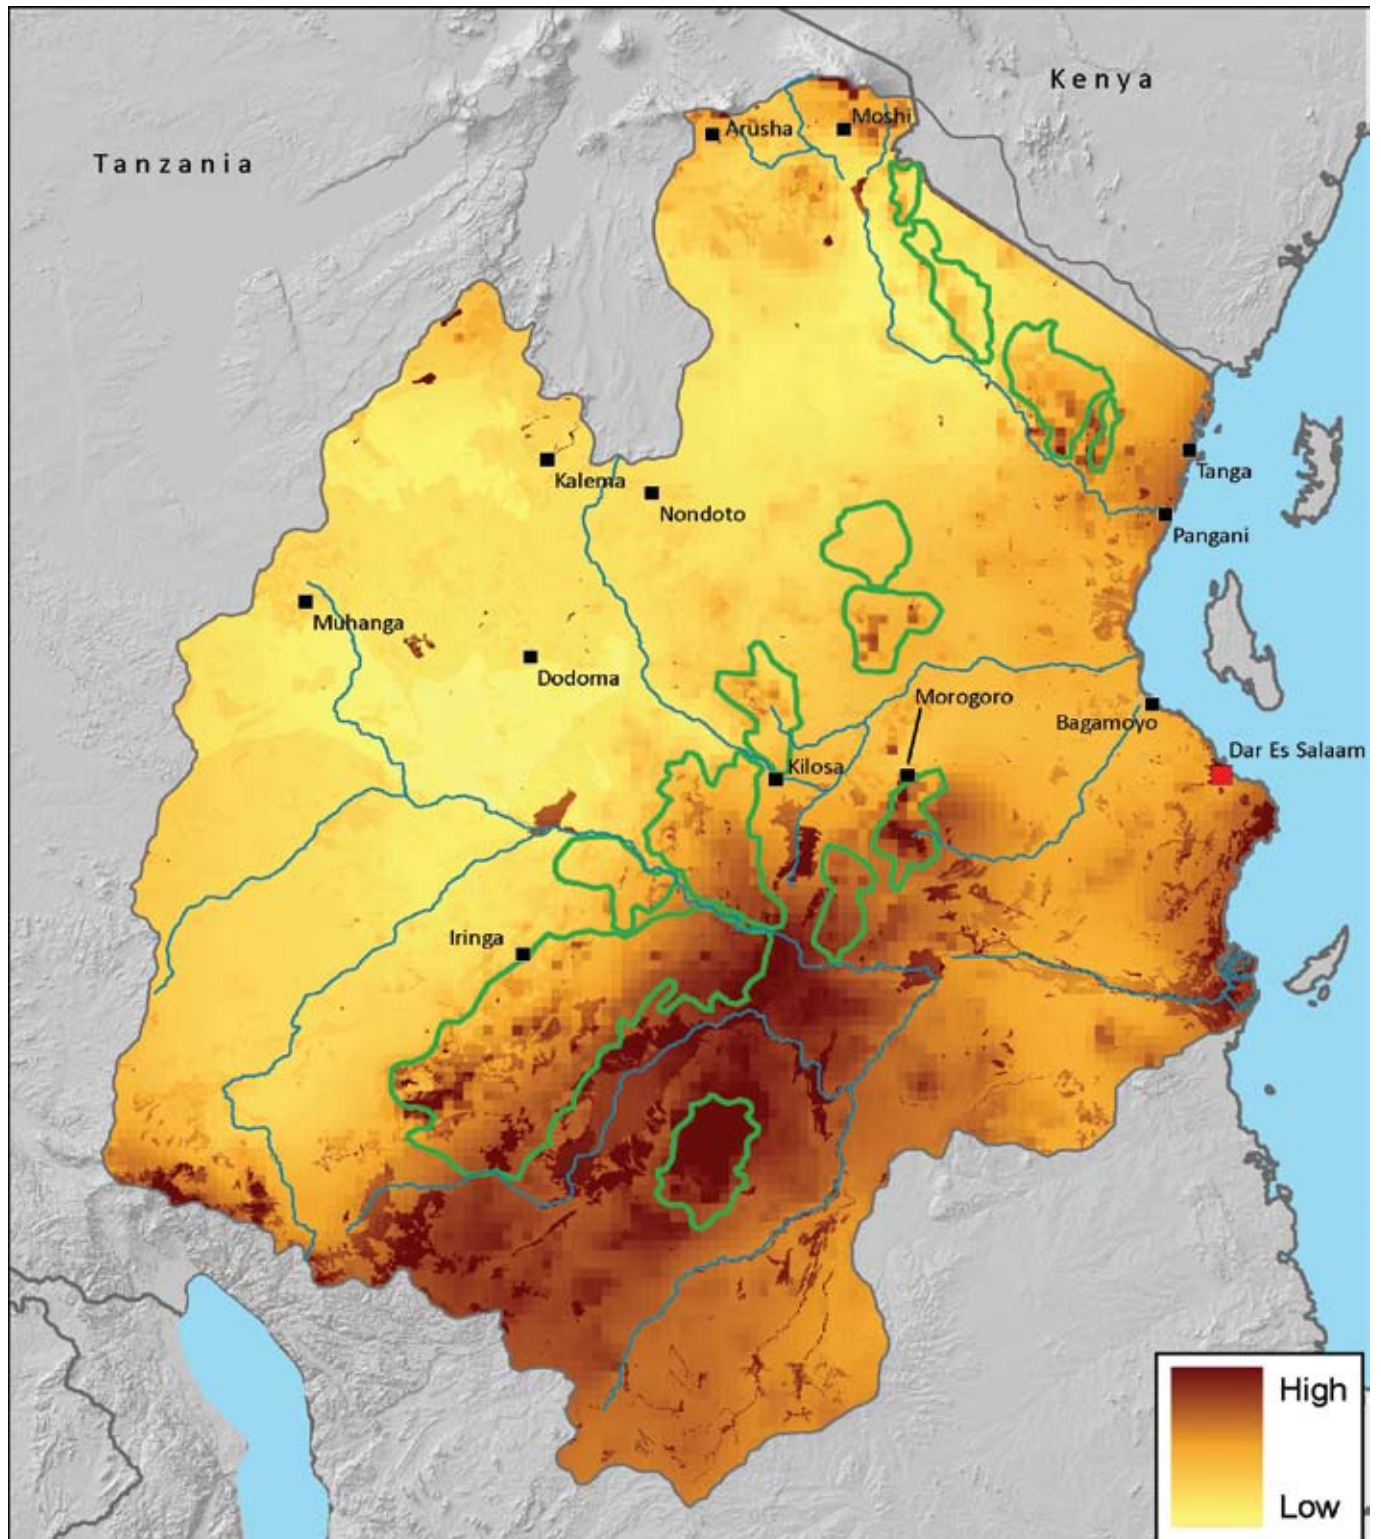 Kenya
Arusha
Moshi
Tanzania
Kalema
Tanga
Nondoto
Pangani
Muhanga
Dodoma
Morogoro
Bagamoyo
Dar Es Salaam
Kilosa
Iringa
High
Low